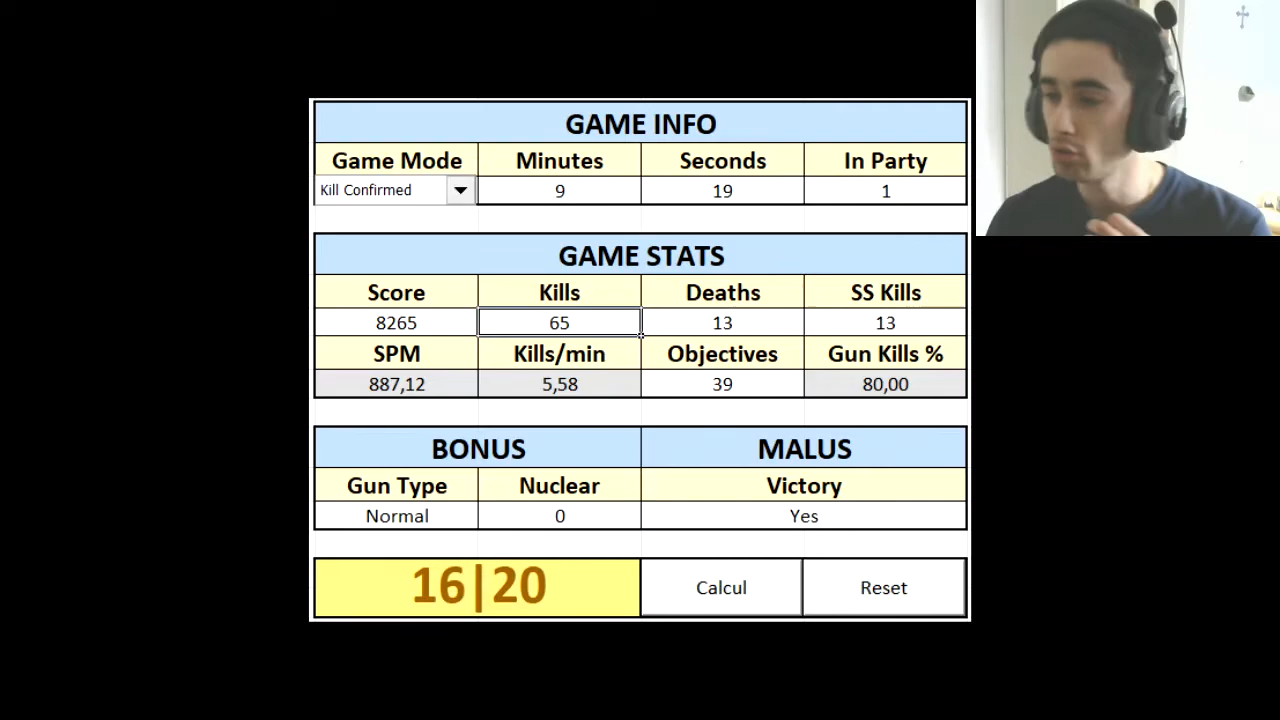 GAME INFO
Game Mode Minutes Seconds In Party
Kill Confirmed 9 19 1
GAME STATS
Score Kills Deaths SS Kills
8265 65 13 13
SPM Kills/min Objectives Gun Kills %
887,12 5,58 39 80,00
BONUS MALUS
Gun Type Nuclear Victory
Normal 0 Yes
16|20 Calcul Reset